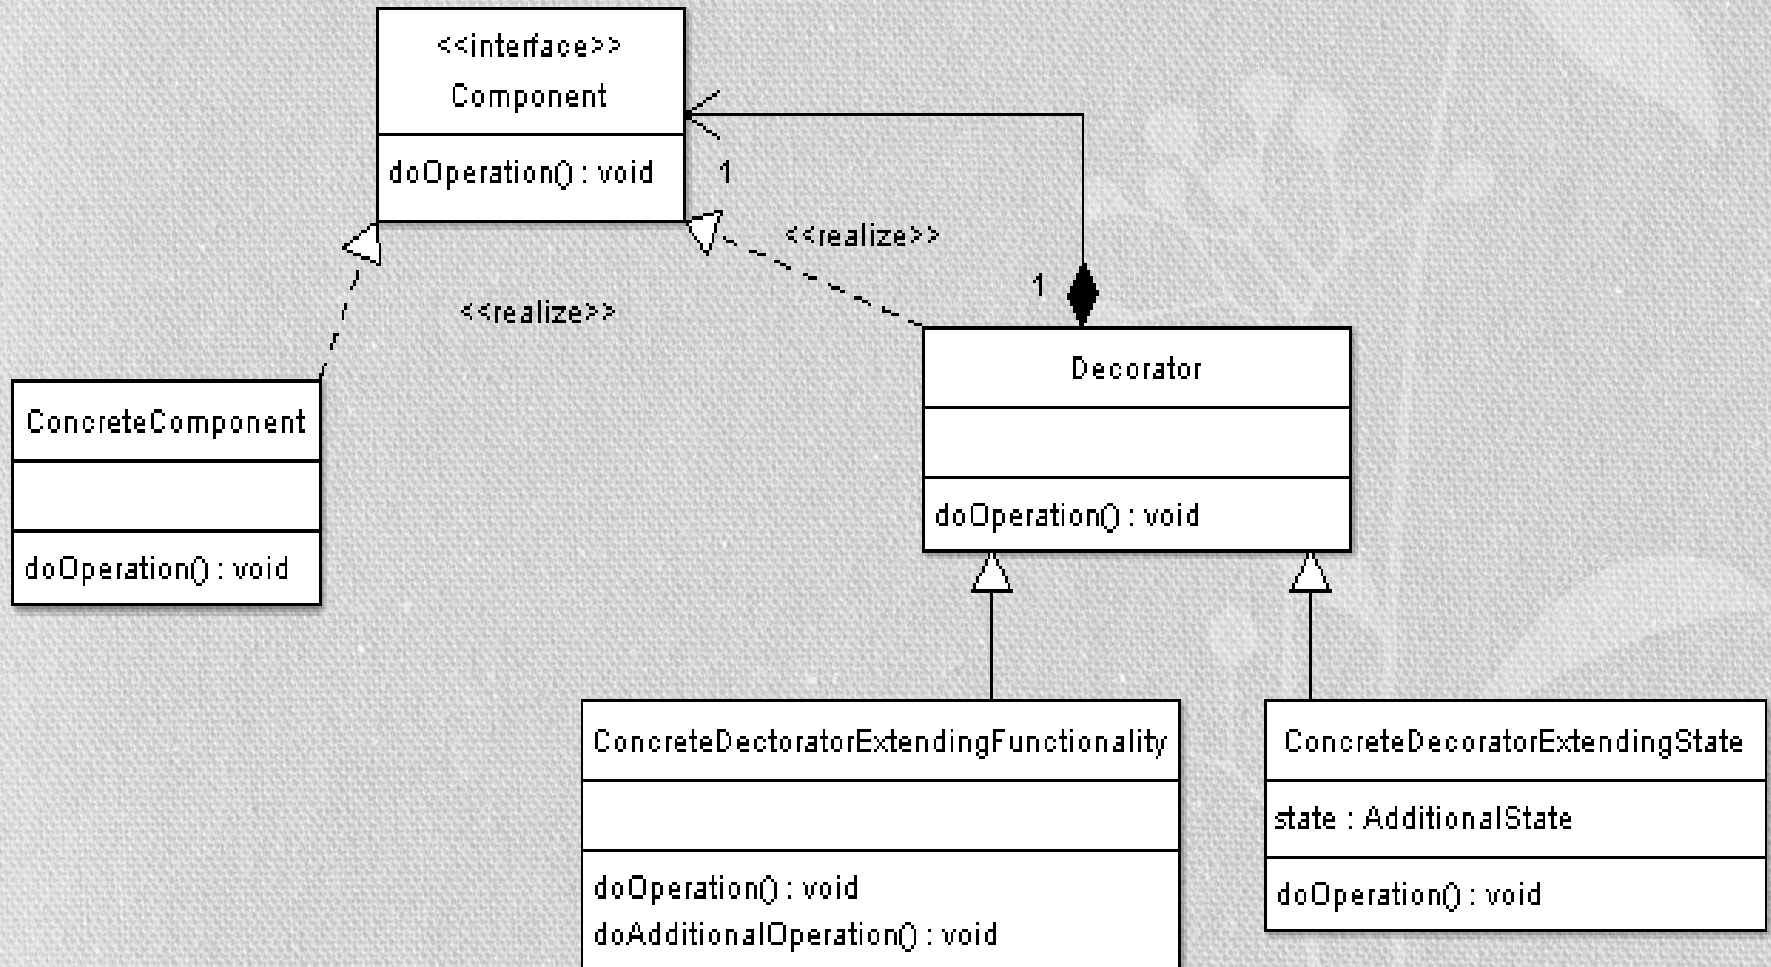 <<interface>>
Component
doOperation() : void
1
<<realize>>
1
<<realize>>
Decorator
doOperation() : void
ConcreteComponent
doOperation() : void
ConcreteDectoratorExtendingFunctionality
doOperation() : void
doAdditionalOperation() : void
ConcreteDecoratorExtendingState
state : AdditionalState
doOperation() : void